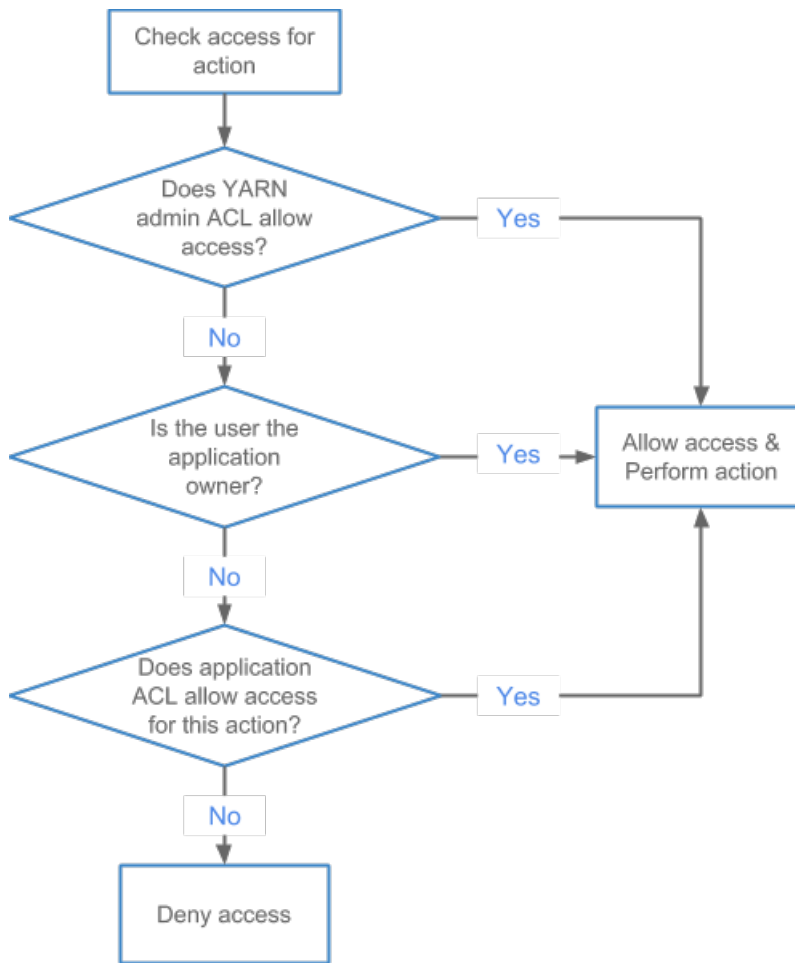 Check access for
action
Does YARN
admin ACL allow
access?
Yes
No
Is the user the
application
owner?
Yes
Allow access &
Perform action
No
Does application
ACL allow access
for this action?
Yes
No
Deny access